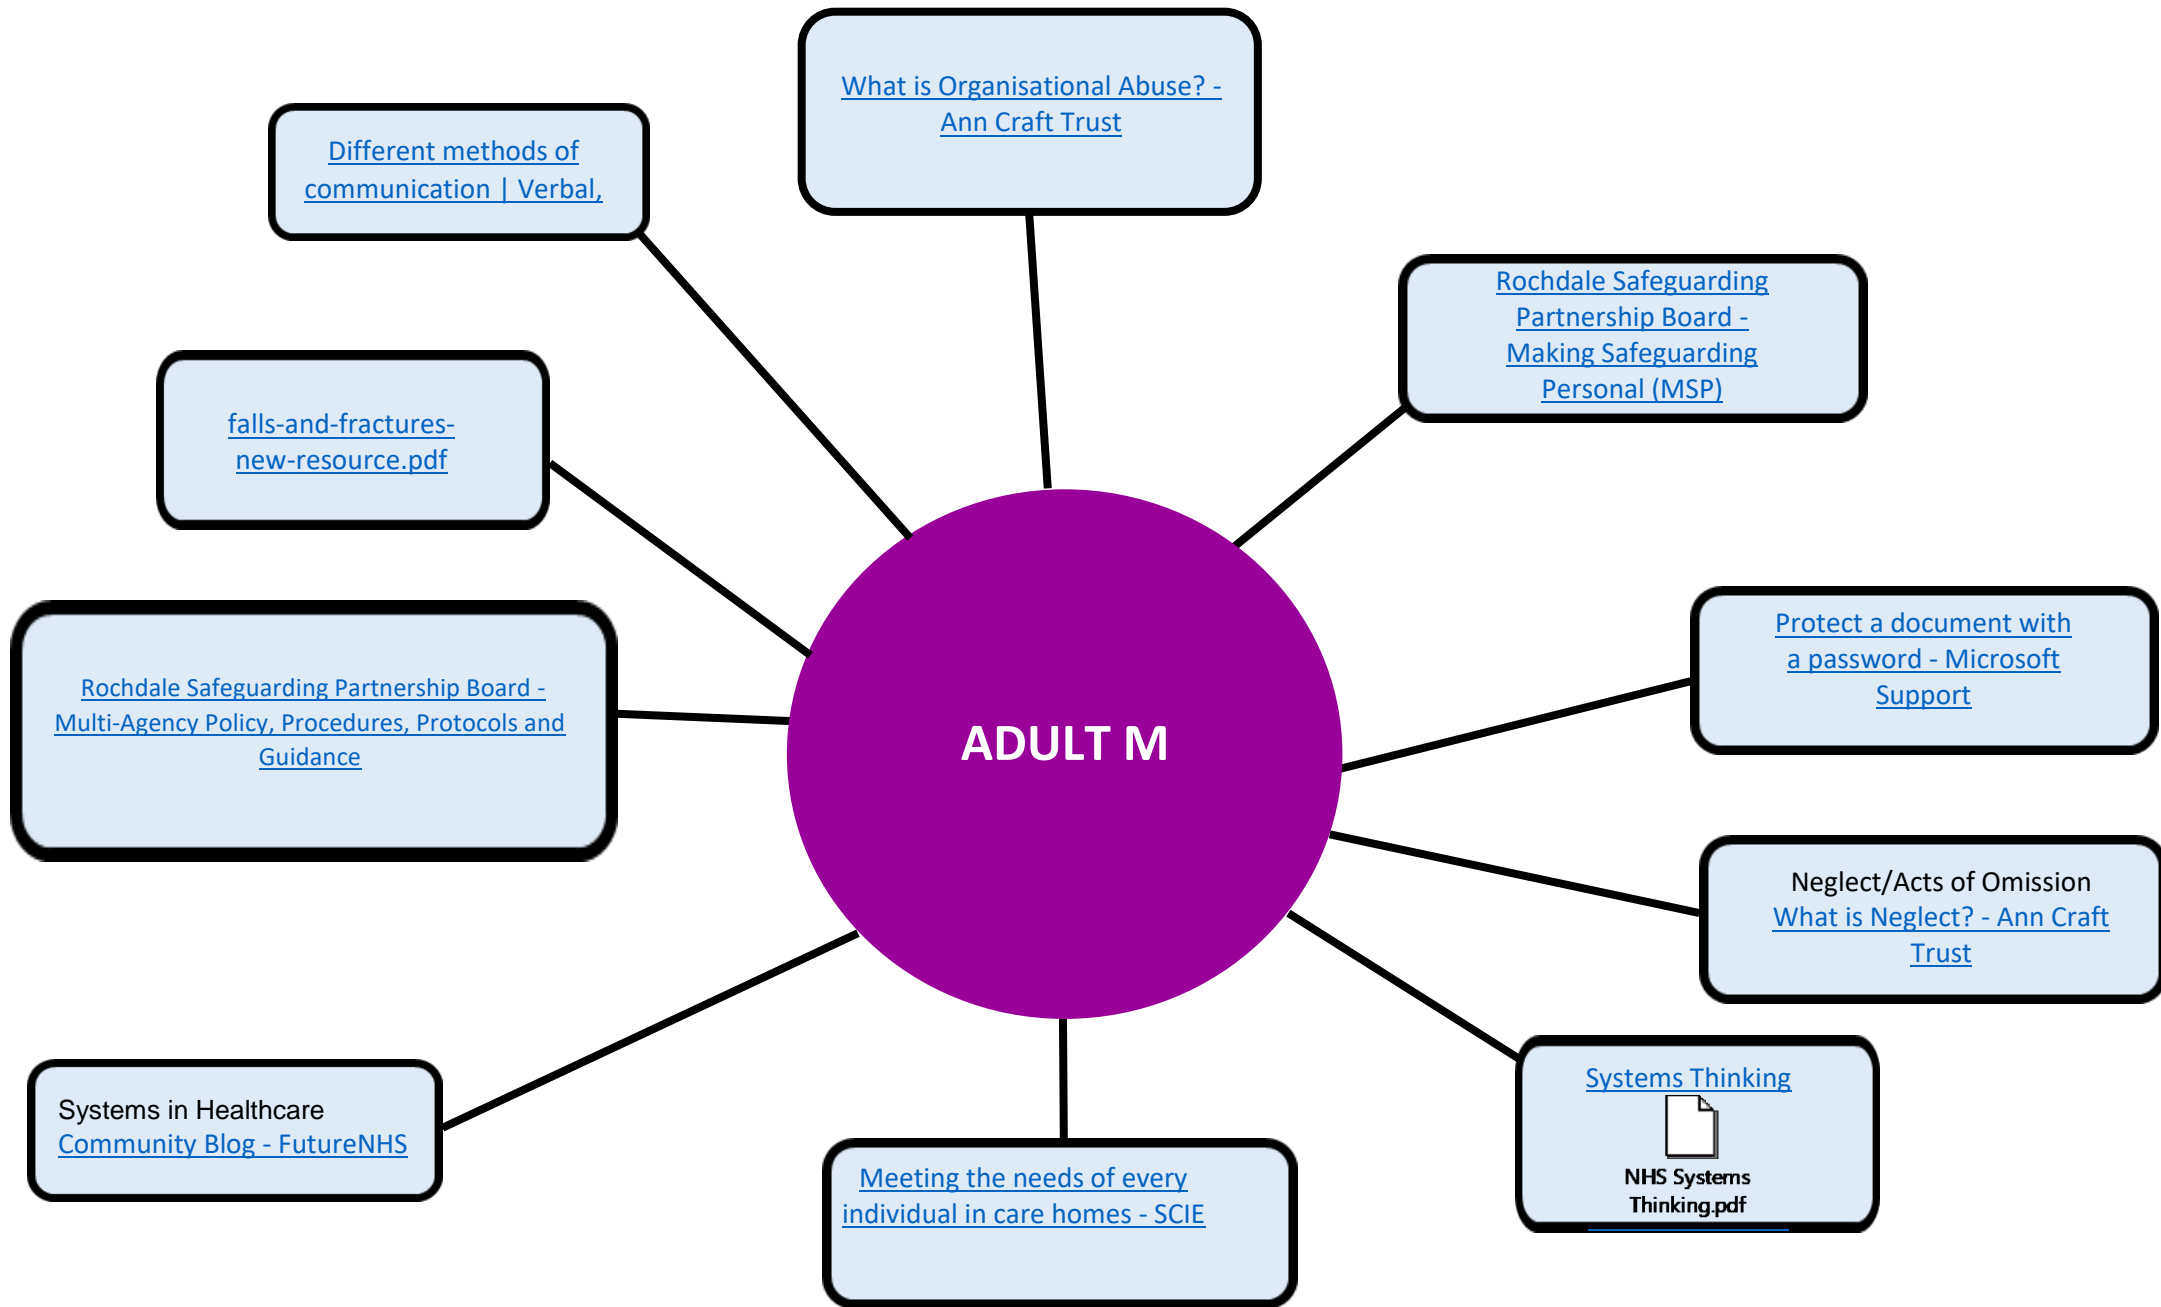 What is Organisational Abuse? -
Ann Craft Trust
Different methods of
communication | Verbal,
Rochdale Safeguarding
Partnership Board -
Making Safeguarding
Personal (MSP)
falls-and-fractures-
new-resource.pdf
Protect a document with
a password - Microsoft
Support
Rochdale Safeguarding Partnership Board -
Multi-Agency Policy, Procedures, Protocols and
Guidance
ADULT M
Neglect/Acts of Omission
What is Neglect? - Ann Craft
Trust
Systems in Healthcare
Community Blog - FutureNHS
Meeting the needs of every
individual in care homes - SCIE
Systems Thinking
NHS Systems
Thinking.pdf